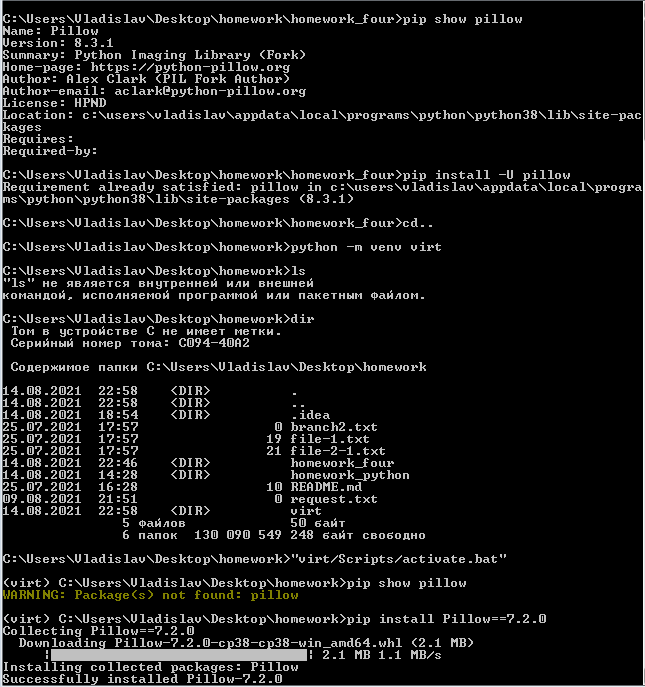 C:\Users\Vladislav\Desktop\homework\homework_four>pip show pillow
Name: Pillow
Version: 8.3.1
Summary: Python Imaging Library (Fork)
Home-page: https://python-pillow.org
Author: Alex Clark (PIL Fork Author)
Author-email: aclark@python-pillow.org
License: HPND
Location: c:\users\vladislav\appdata\local\programs\python\python38\lib\site-pac
kages
Requires:
Required-by:
C:\Users\Vladislav\Desktop\homework\homework_four>pip install -U pillow
Requirement already satisfied: pillow in c:\users\vladislav\appdata\local\progra
ms\python\python38\lib\site-packages (8.3.1)
C:\Users\Vladislav\Desktop\homework\homework_four>cd..
C:\Users\Vladislav\Desktop\homework>python -m venv virt
C:\Users\Vladislav\Desktop\homework>ls
"ls" не является внутренней или внешней
командой, исполняемой программой или пакетным файлом.
C:\Users\Vladislav\Desktop\homework>dir
Том в устройстве C не имеет метки.
Серийный номер тома: C094-40A2
Содержимое папки C:\Users\Vladislav\Desktop\homework
14.08.2021 22:58 <DIR> .
14.08.2021 22:58 <DIR> ..
14.08.2021 18:54 <DIR> .idea
25.07.2021 17:57 0 branch2.txt
25.07.2021 17:57 19 file-1.txt
25.07.2021 17:57 21 file-2-1.txt
14.08.2021 22:46 <DIR> homework_four
14.08.2021 14:28 <DIR> homework_python
25.07.2021 16:28 10 README.md
09.08.2021 21:51 0 request.txt
14.08.2021 22:58 <DIR> virt
5 файлов 50 байт
6 папок 130 090 549 248 байт свободно
C:\Users\Vladislav\Desktop\homework>"virt/Scripts/activate.bat"
(virt) C:\Users\Vladislav\Desktop\homework>pip show pillow
WARNING: Package(s) not found: pillow
(virt) C:\Users\Vladislav\Desktop\homework>pip install Pillow==7.2.0
Collecting Pillow==7.2.0
Downloading Pillow-7.2.0-cp38-cp38-win_amd64.whl (2.1 MB)
2.1 MB 1.1 MB/s
Installing collected packages: Pillow
Successfully installed Pillow-7.2.0